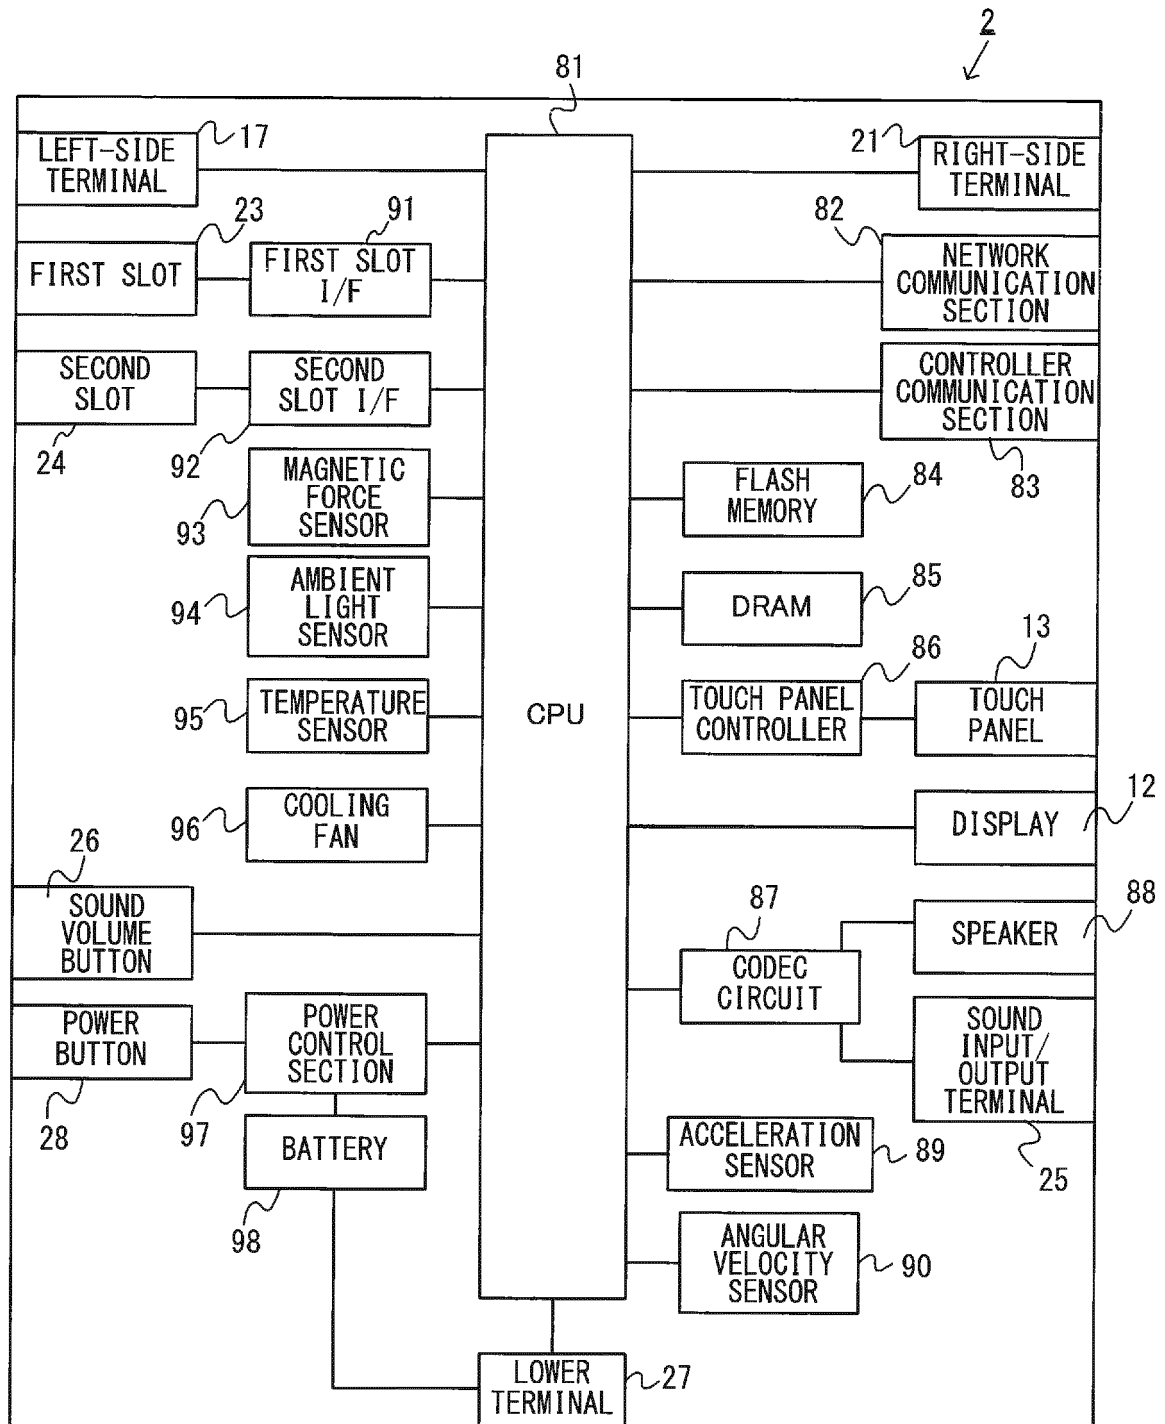 2
81
LEFT-SIDE
TERMINAL
17
21
RIGHT-SIDE
TERMINAL
23
91
82
FIRST SLOT
FIRST SLOT
I/F
NETWORK
COMMUNICATION
SECTION
SECOND
SLOT
SECOND
SLOT I/F
CONTROLLER
COMMUNICATION
SECTION
24
92
83
MAGNETIC
FORCE
SENSOR
93
FLASH
MEMORY
84
AMBIENT
LIGHT
SENSOR
94
DRAM
85
86
13
TEMPERATURE
SENSOR
95
CPU
TOUCH PANEL
CONTROLLER
TOUCH
PANEL
COOLING
FAN
96
DISPLAY
12
26
SOUND
VOLUME
BUTTON
87
CODEC
CIRCUIT
SPEAKER
88
POWER
BUTTON
28
POWER
CONTROL
SECTION
97
SOUND
INPUT/
OUTPUT
TERMINAL
25
BATTERY
98
ACCELERATION
SENSOR
89
ANGULAR
VELOCITY
SENSOR
90
LOWER
TERMINAL
27